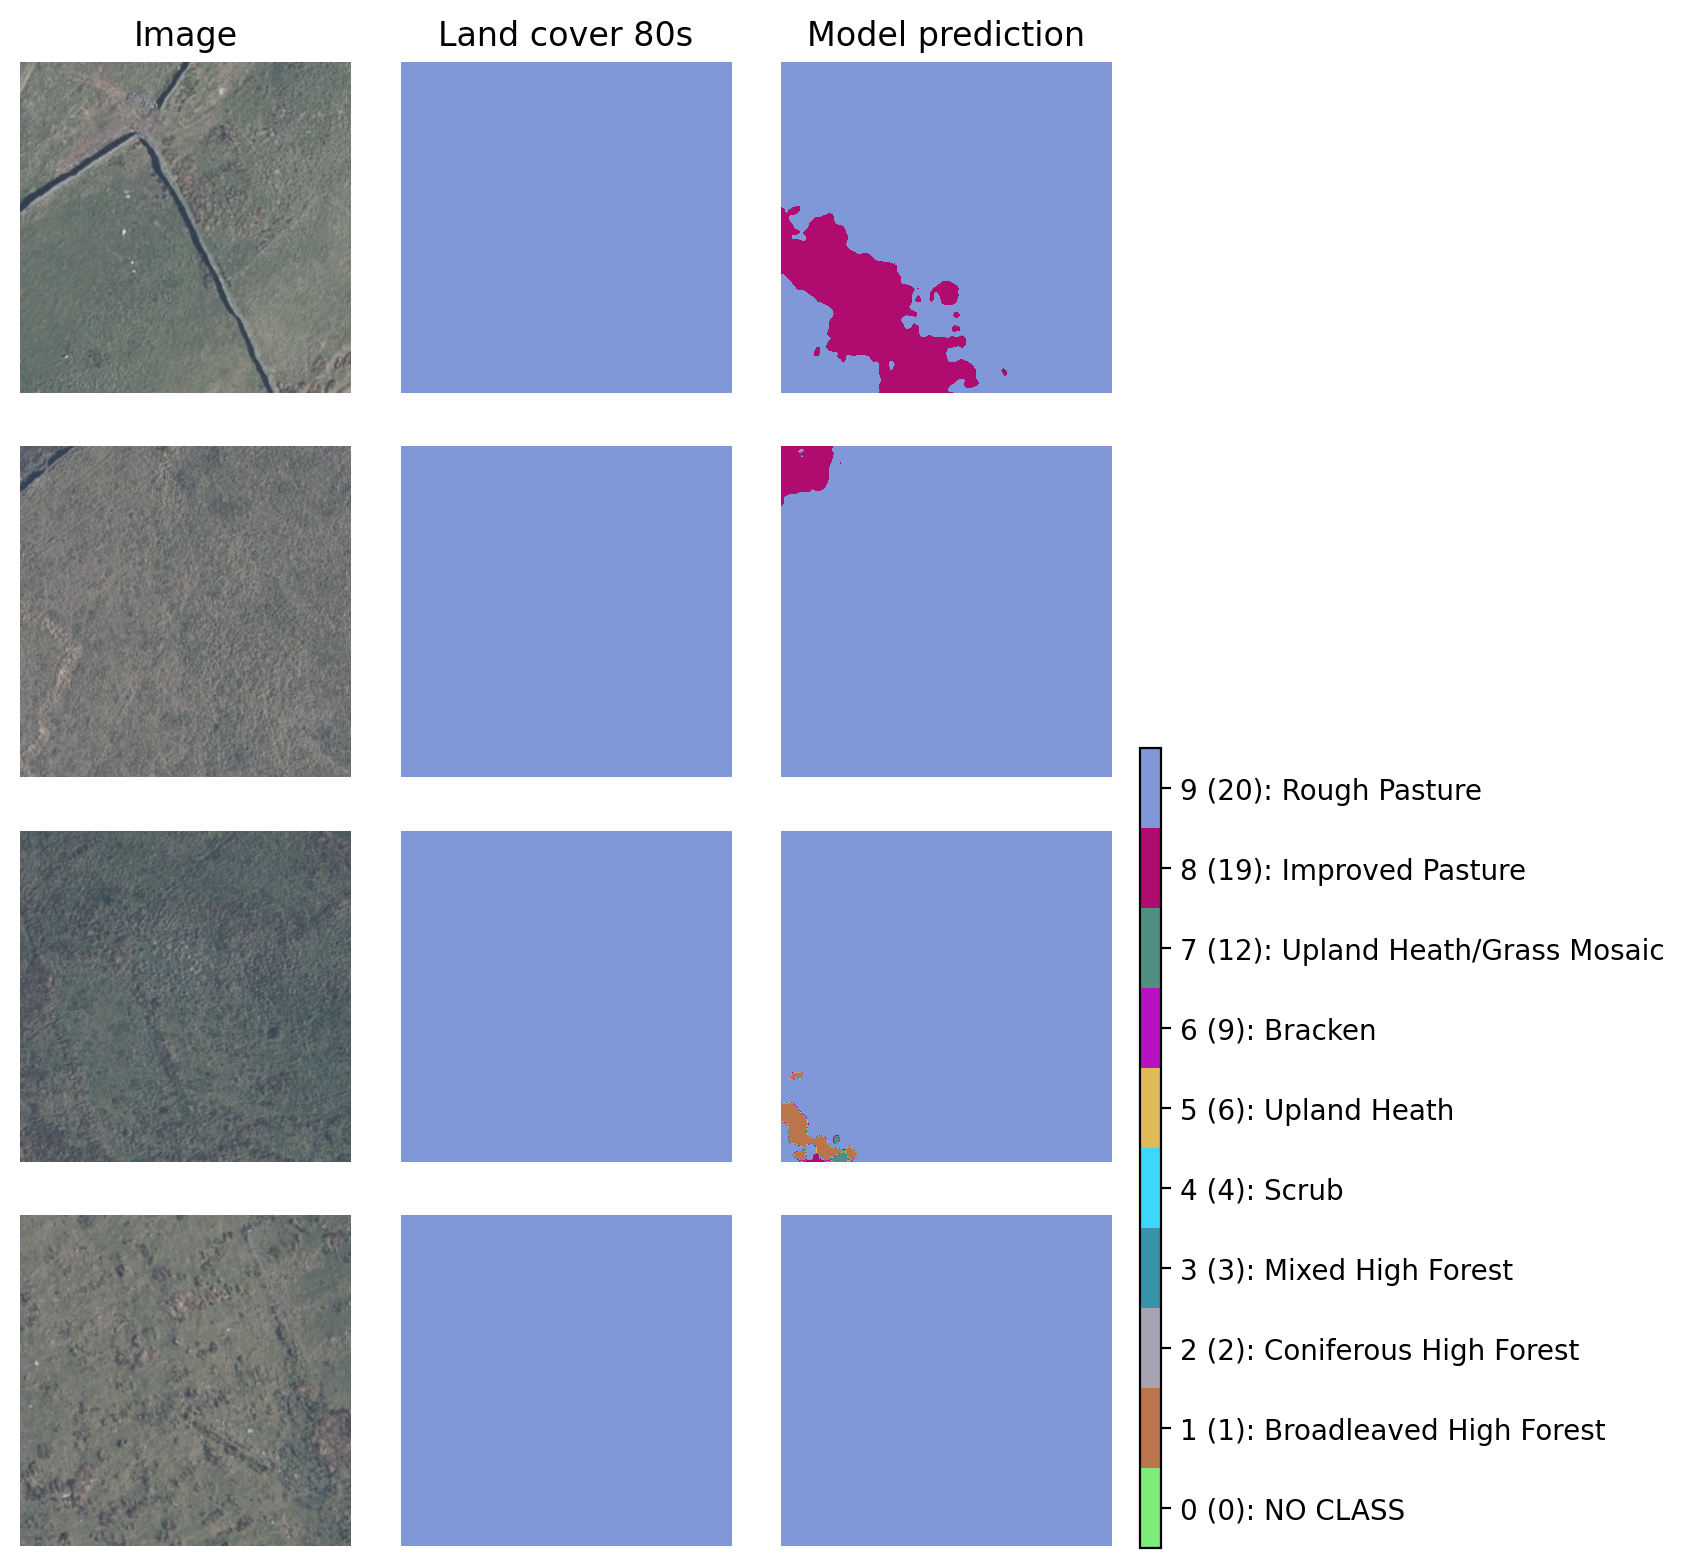 Image
Land cover 80s
Model prediction
9 (20): Rough Pasture
8 (19): Improved Pasture
7 (12): Upland Heath/Grass Mosaic
6 (9): Bracken
5 (6): Upland Heath
4 (4): Scrub
3 (3): Mixed High Forest
2 (2): Coniferous High Forest
1 (1): Broadleaved High Forest
0 (0): NO CLASS